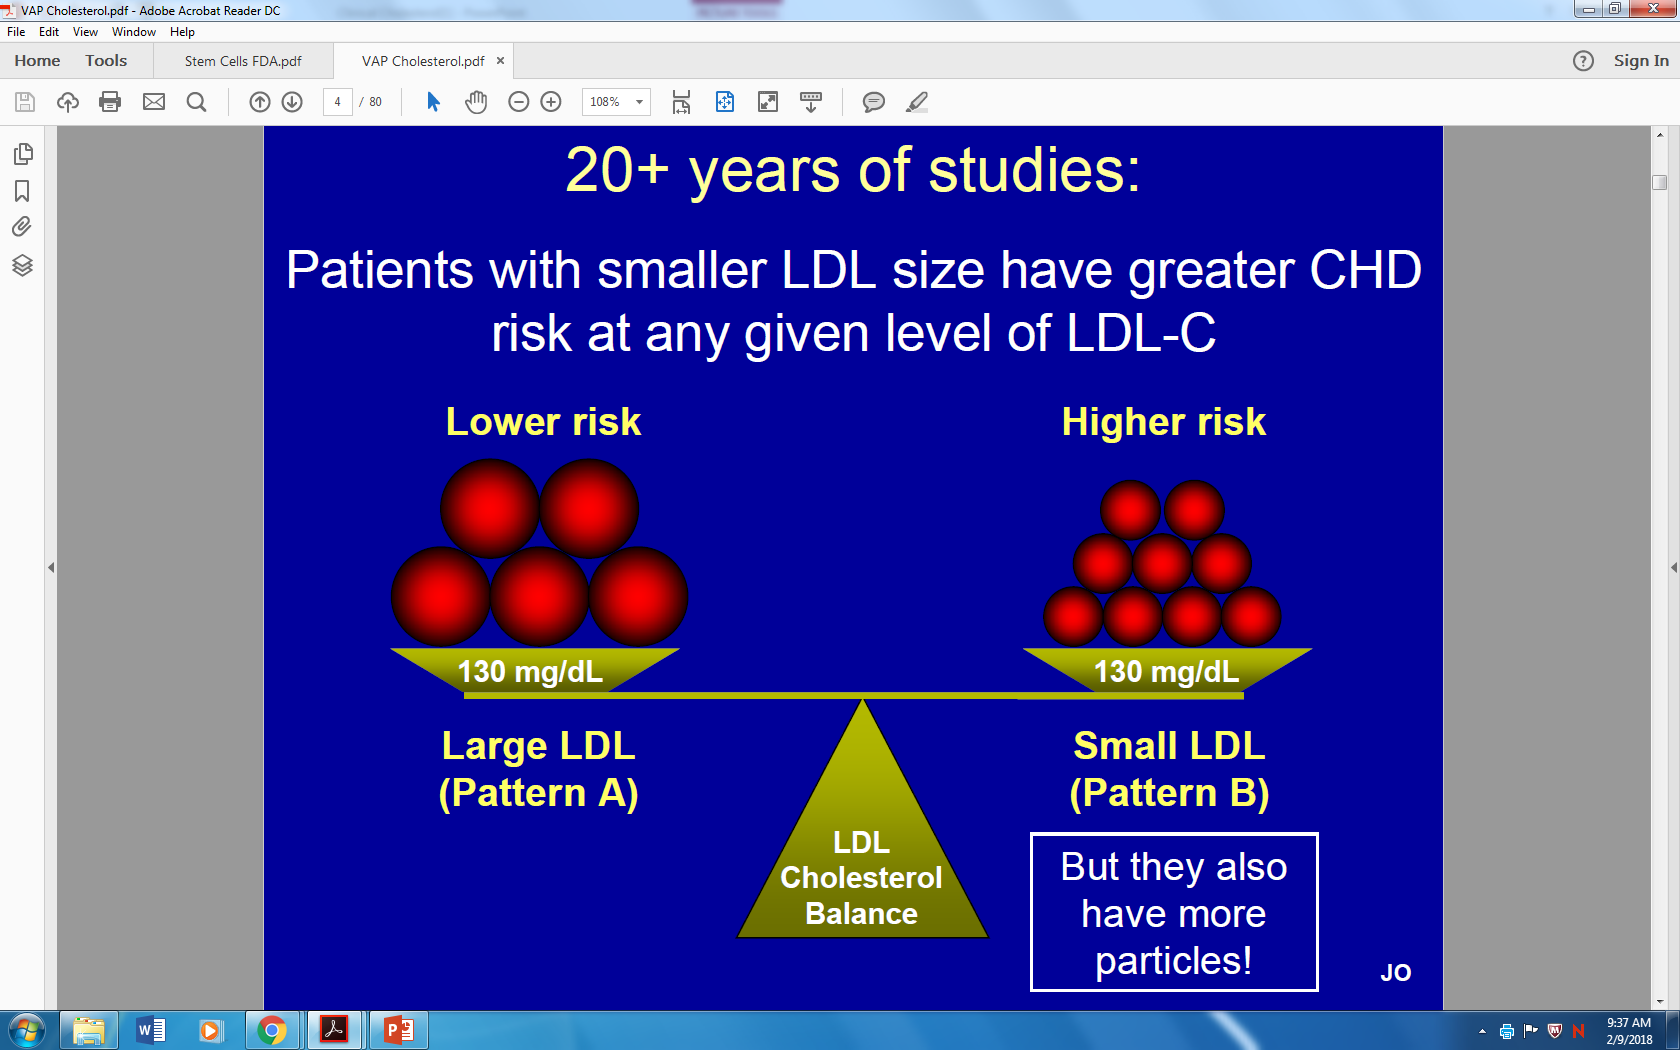 VAP Cholesterol.pdf - Adobe Acrobat Reader DC
File Edit View Window Help
Home Tools Stem Cells FDA.pdf VAP Cholesterol.pdf × Sign In
4 / 80 108%
20+ years of studies:
Patients with smaller LDL size have greater CHD
risk at any given level of LDL-C
Lower risk
Higher risk
130 mg/dL
130 mg/dL
Large LDL
(Pattern A)
Small LDL
(Pattern B)
LDL
Cholesterol
Balance
But they also
have more
particles!
JO
9:37 AM
2/9/2018